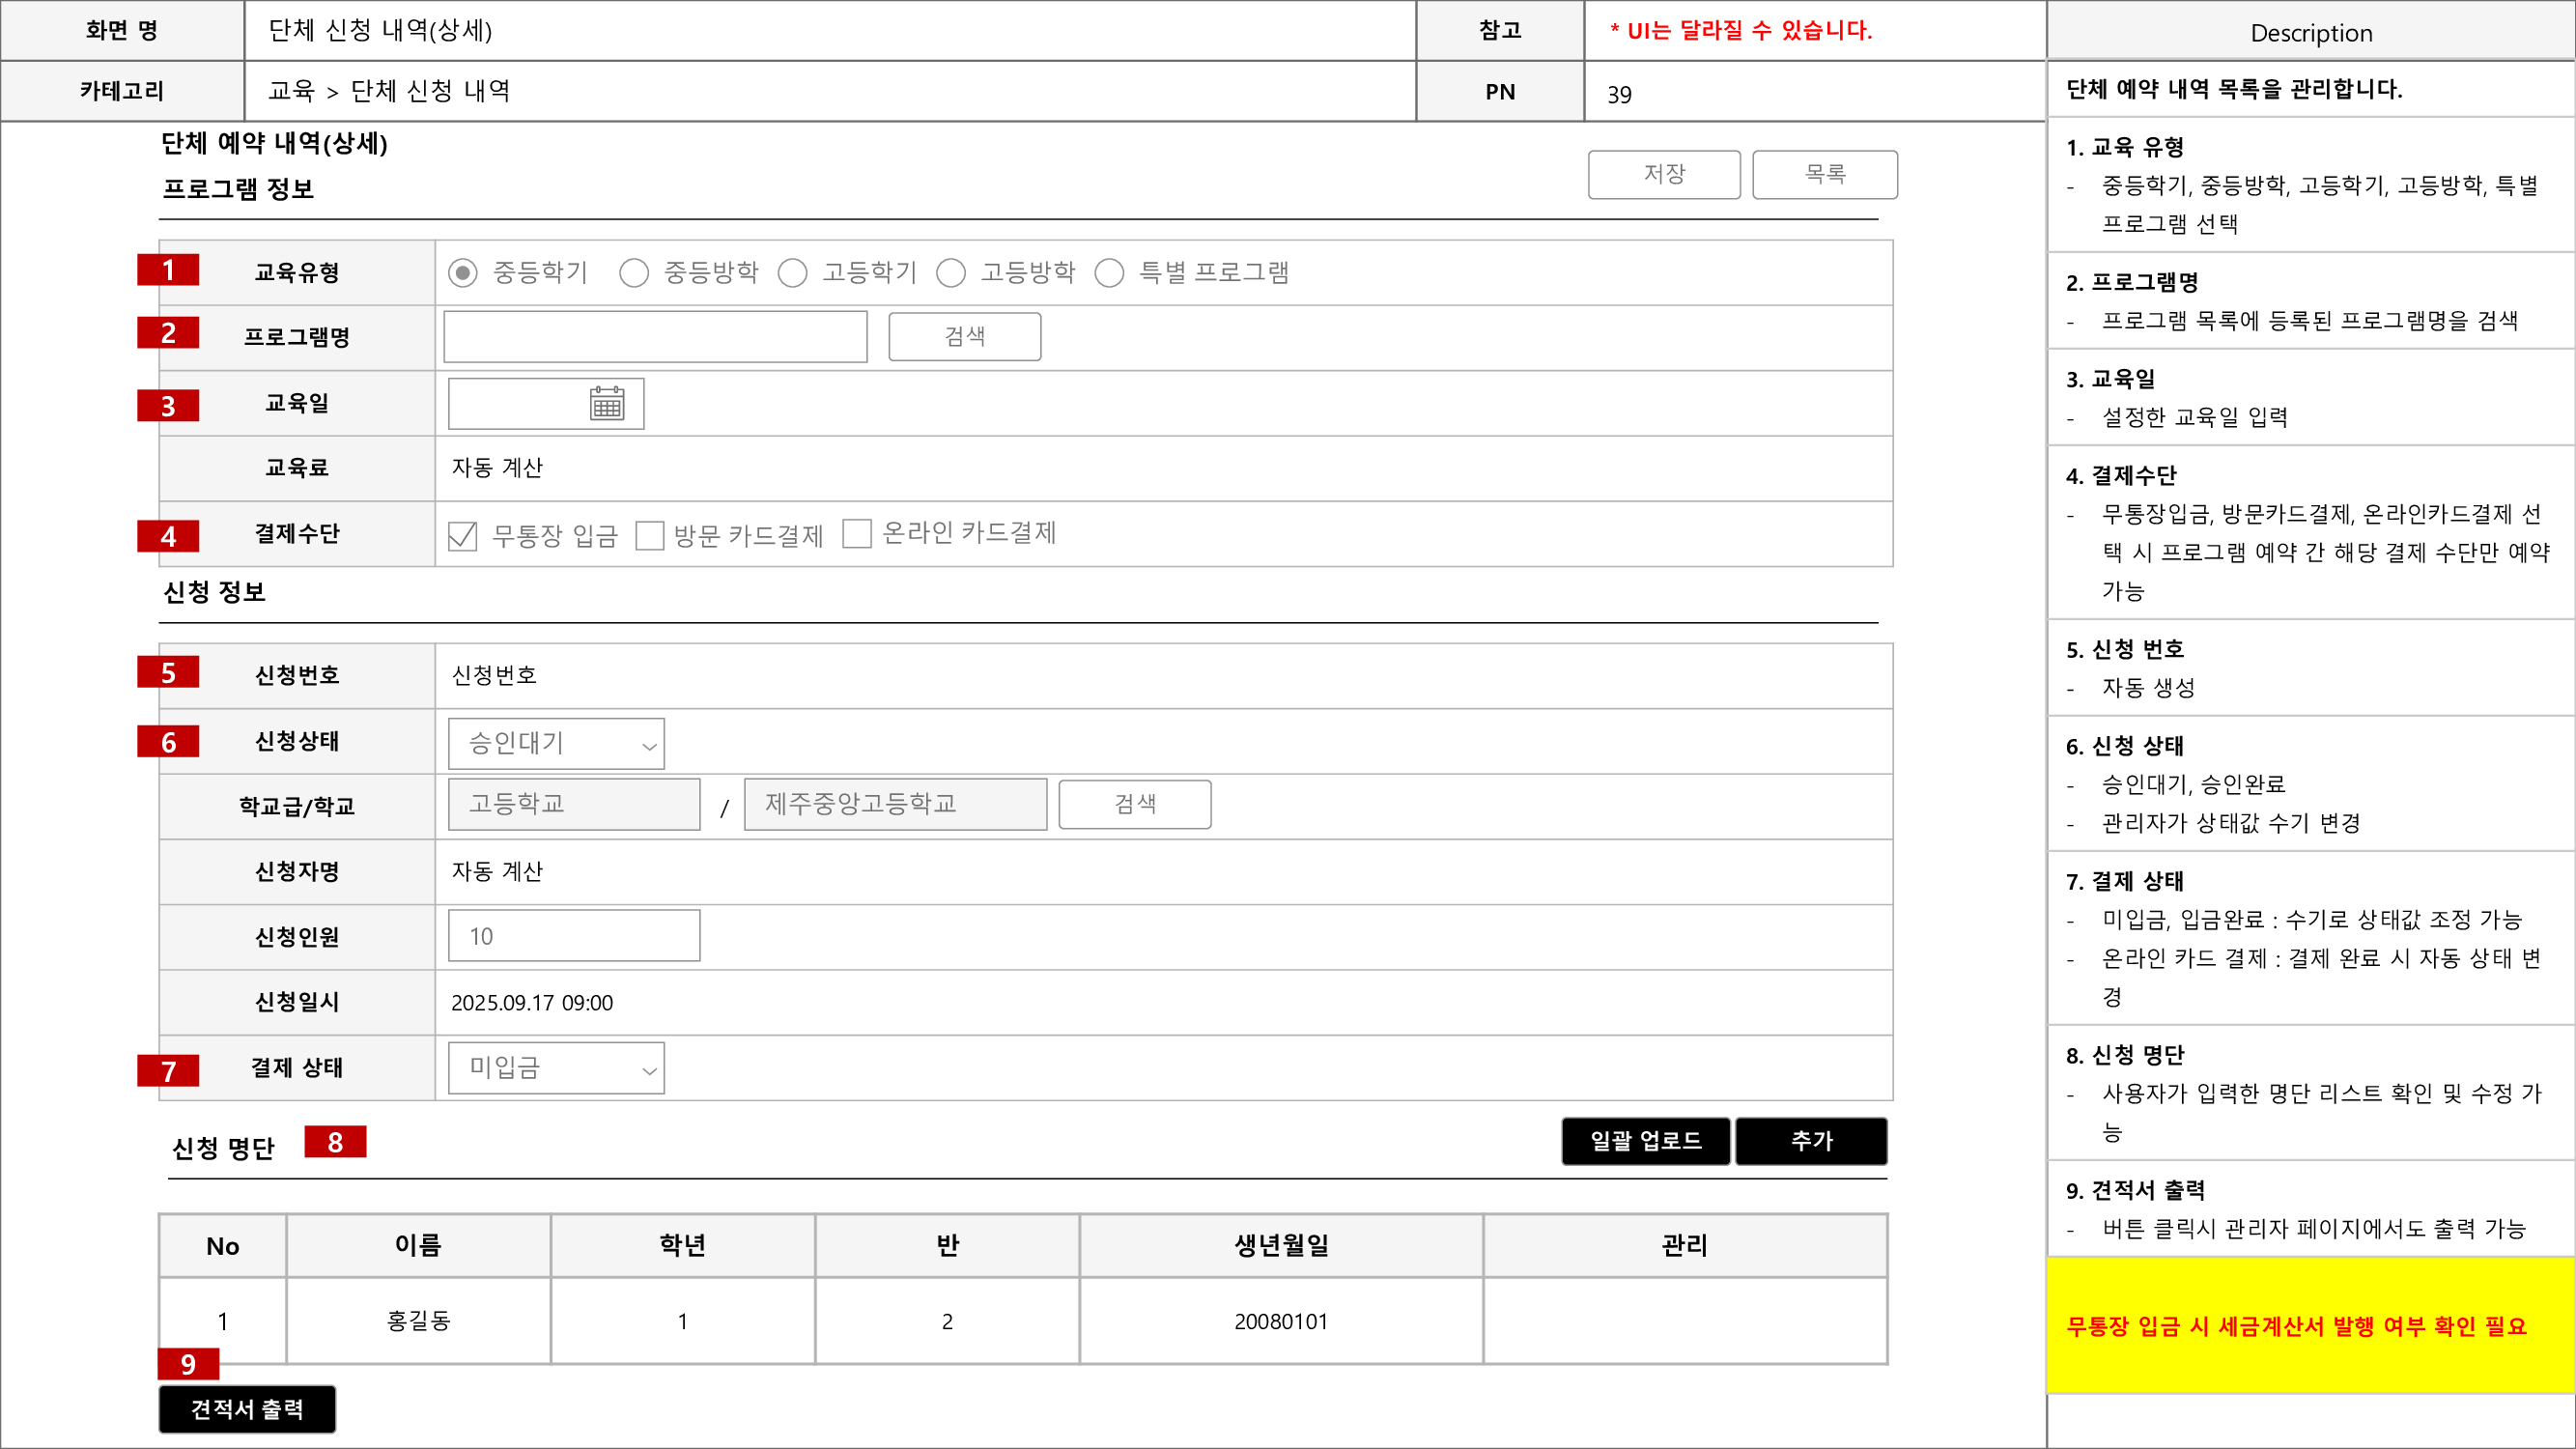 화면 명
단체 신청 내역(상세)
참고
* UI는 달라질 수 있습니다.
카테고리
교육 > 단체 신청 내역
PN
39
단체 예약 내역(상세)
프로그램 정보
저장
목록
1
교육유형
중등학기
중등방학
고등학기
고등방학
특별 프로그램
2
프로그램명
검색
3
교육일
교육료
자동 계산
4
결제수단
무통장 입금
방문 카드결제
온라인 카드결제
신청 정보
5
신청번호
신청번호
6
신청상태
승인대기
학교급/학교
고등학교
/
제주중앙고등학교
검색
신청자명
자동 계산
신청인원
10
신청일시
2025.09.17 09:00
7
결제 상태
미입금
신청 명단
8
일괄 업로드
추가
No
이름
학년
반
생년월일
관리
1
홍길동
1
2
20080101
9
견적서 출력
Description
단체 예약 내역 목록을 관리합니다.
1. 교육 유형
- 중등학기, 중등방학, 고등학기, 고등방학, 특별
프로그램 선택
2. 프로그램명
- 프로그램 목록에 등록된 프로그램명을 검색
3. 교육일
- 설정한 교육일 입력
4. 결제수단
- 무통장입금, 방문카드결제, 온라인카드결제 선
택 시 프로그램 예약 간 해당 결제 수단만 예약
가능
5. 신청 번호
- 자동 생성
6. 신청 상태
- 승인대기, 승인완료
- 관리자가 상태값 수기 변경
7. 결제 상태
- 미입금, 입금완료 : 수기로 상태값 조정 가능
- 온라인 카드 결제 : 결제 완료 시 자동 상태 변
경
8. 신청 명단
- 사용자가 입력한 명단 리스트 확인 및 수정 가
능
9. 견적서 출력
- 버튼 클릭시 관리자 페이지에서도 출력 가능
무통장 입금 시 세금계산서 발행 여부 확인 필요